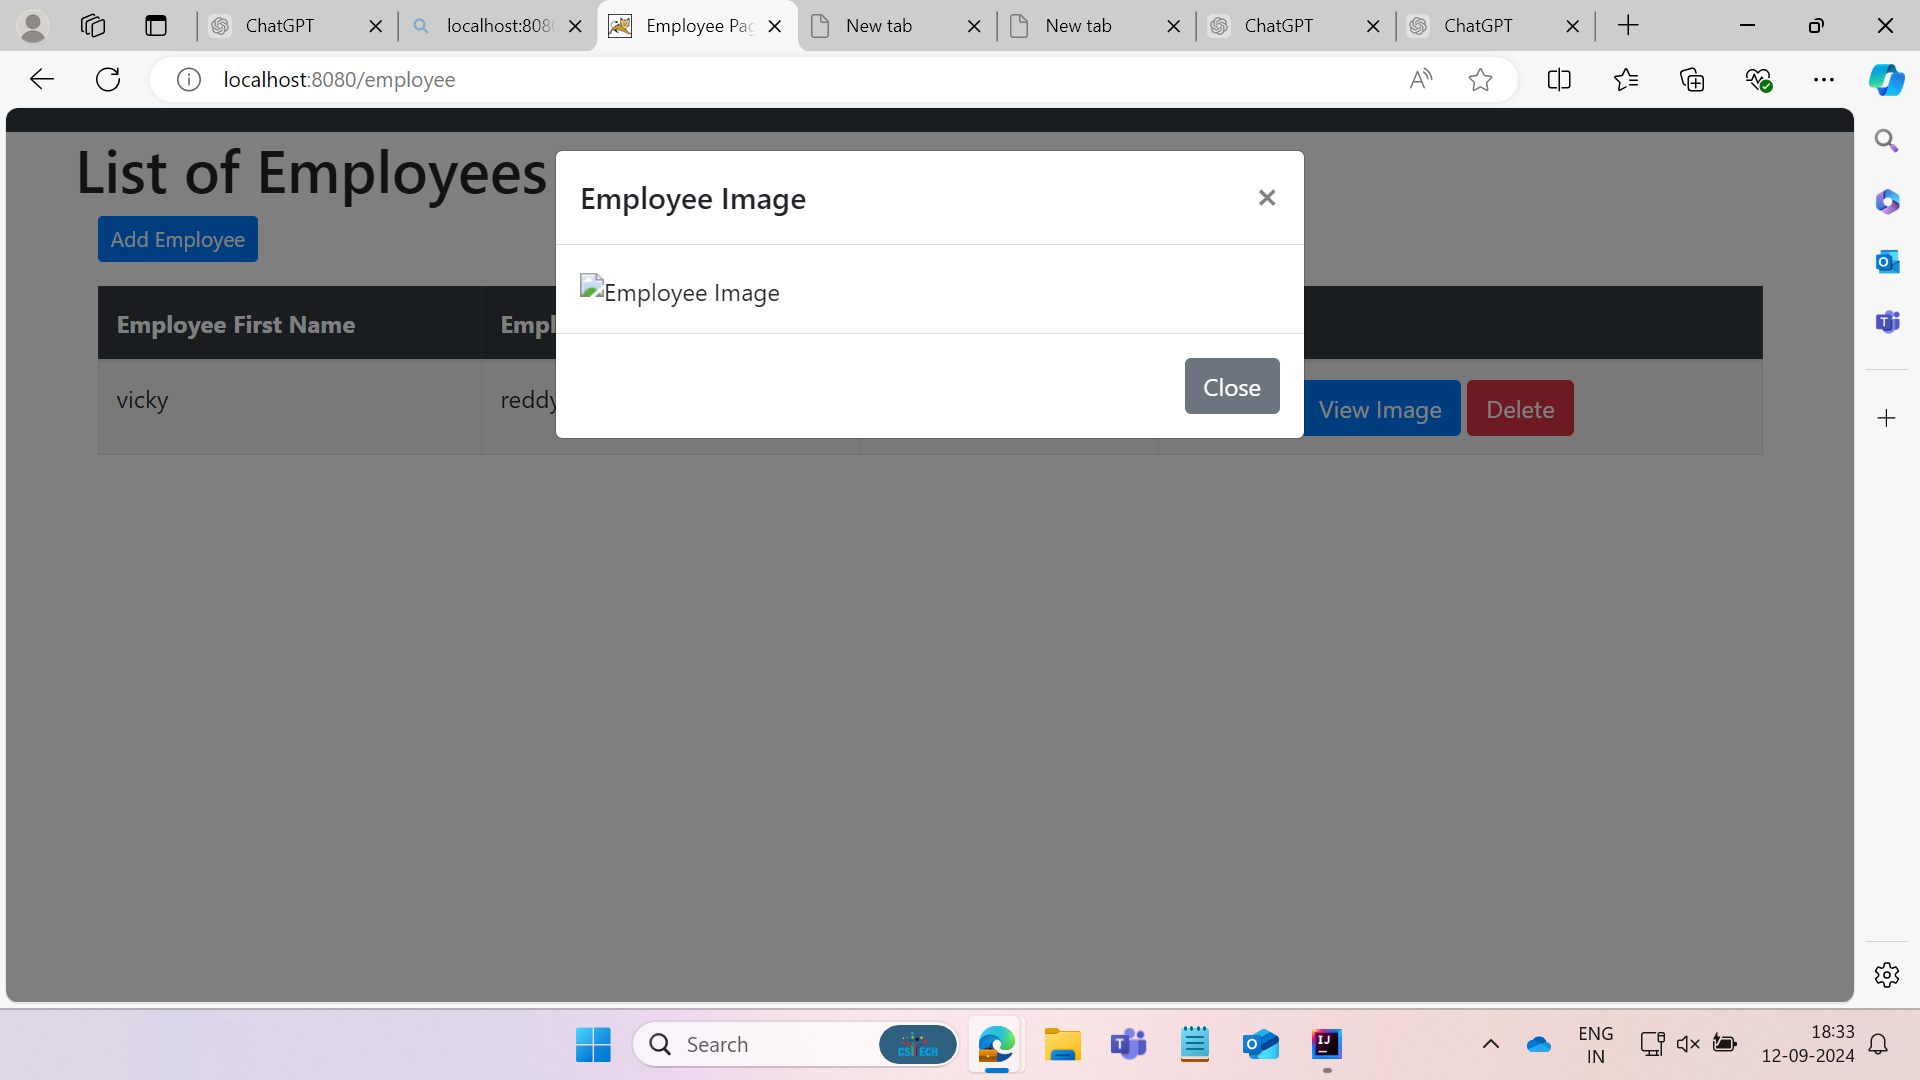 ChatGPT
localhost:808
Employee Pag
New tab
New tab
ChatGPT
ChatGPT
localhost:8080/employee
List of Employees
Add Employee
Employee Image
×
Employee Image
Close
Employee First Name
Empl
vicky
reddy
View Image
Delete
Search
CSITECH
ENG
IN
18:33
12-09-2024